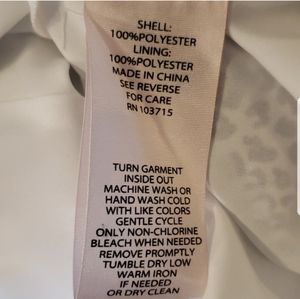 SHELL:
100%POLYESTER
LINING:
100%POLYESTER
MADE IN CHINA
SEE REVERSE
FOR CARE
RN 103715
TURN GARMENT
INSIDE OUT
MACHINE WASH OR
HAND WASH COLD
WITH LIKE COLORS
GENTLE CYCLE
ONLY NON-CHLORINE
BLEACH WHEN NEEDED
REMOVE PROMPTLY
TUMBLE DRY LOW
WARM IRON
IF NEEDED
OR DRY CLEAN